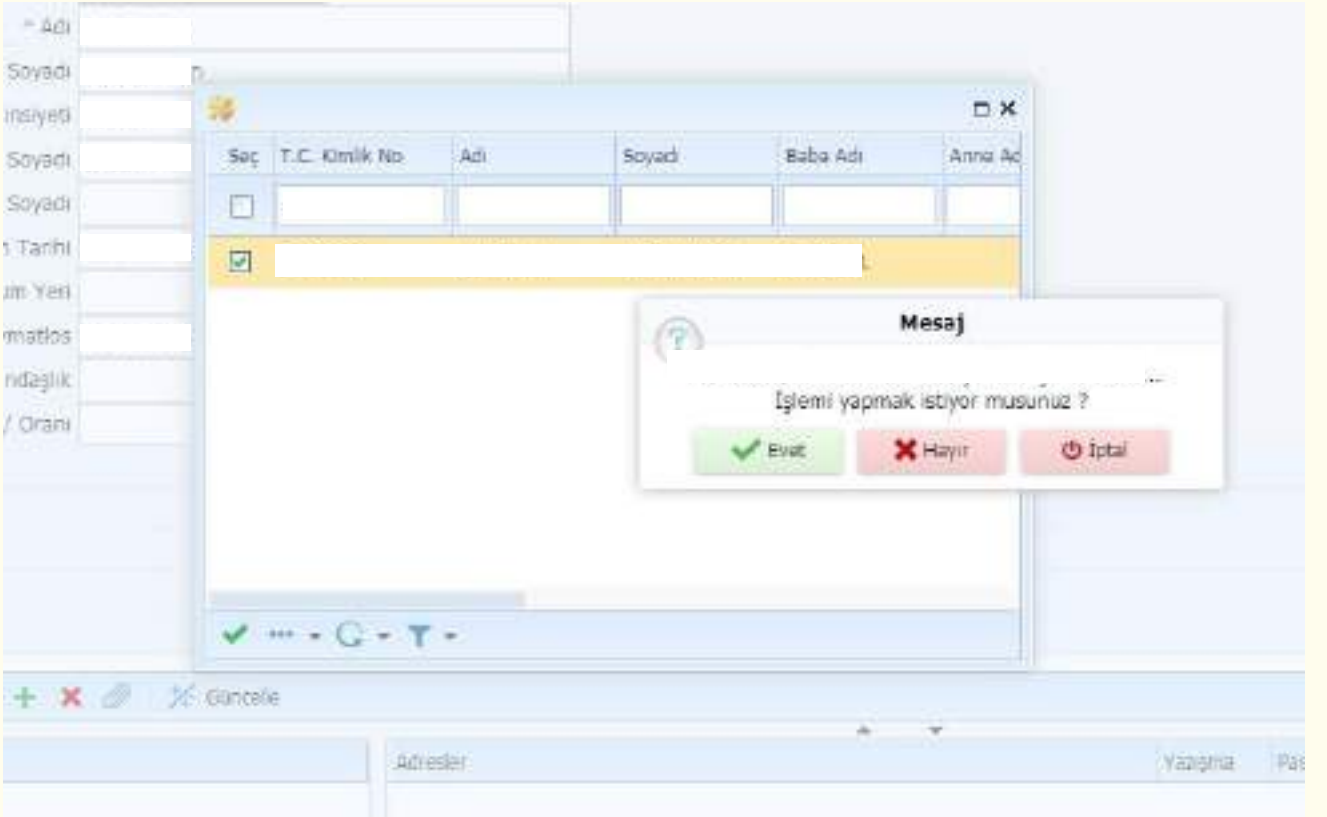 * Adı
Soyadı
nsiyeti
Soyadı
Soyadı
n Tarihi
um Yeri
matlos
ndaşlık
/ Oranı
Seç T.C. Kimlik No Adı Soyadı Baba Adı Anne Ad
Mesaj
İşlemi yapmak istiyor musunuz ?
Evet Hayır İptal
Güncelle
Adresler Yazışma Pas